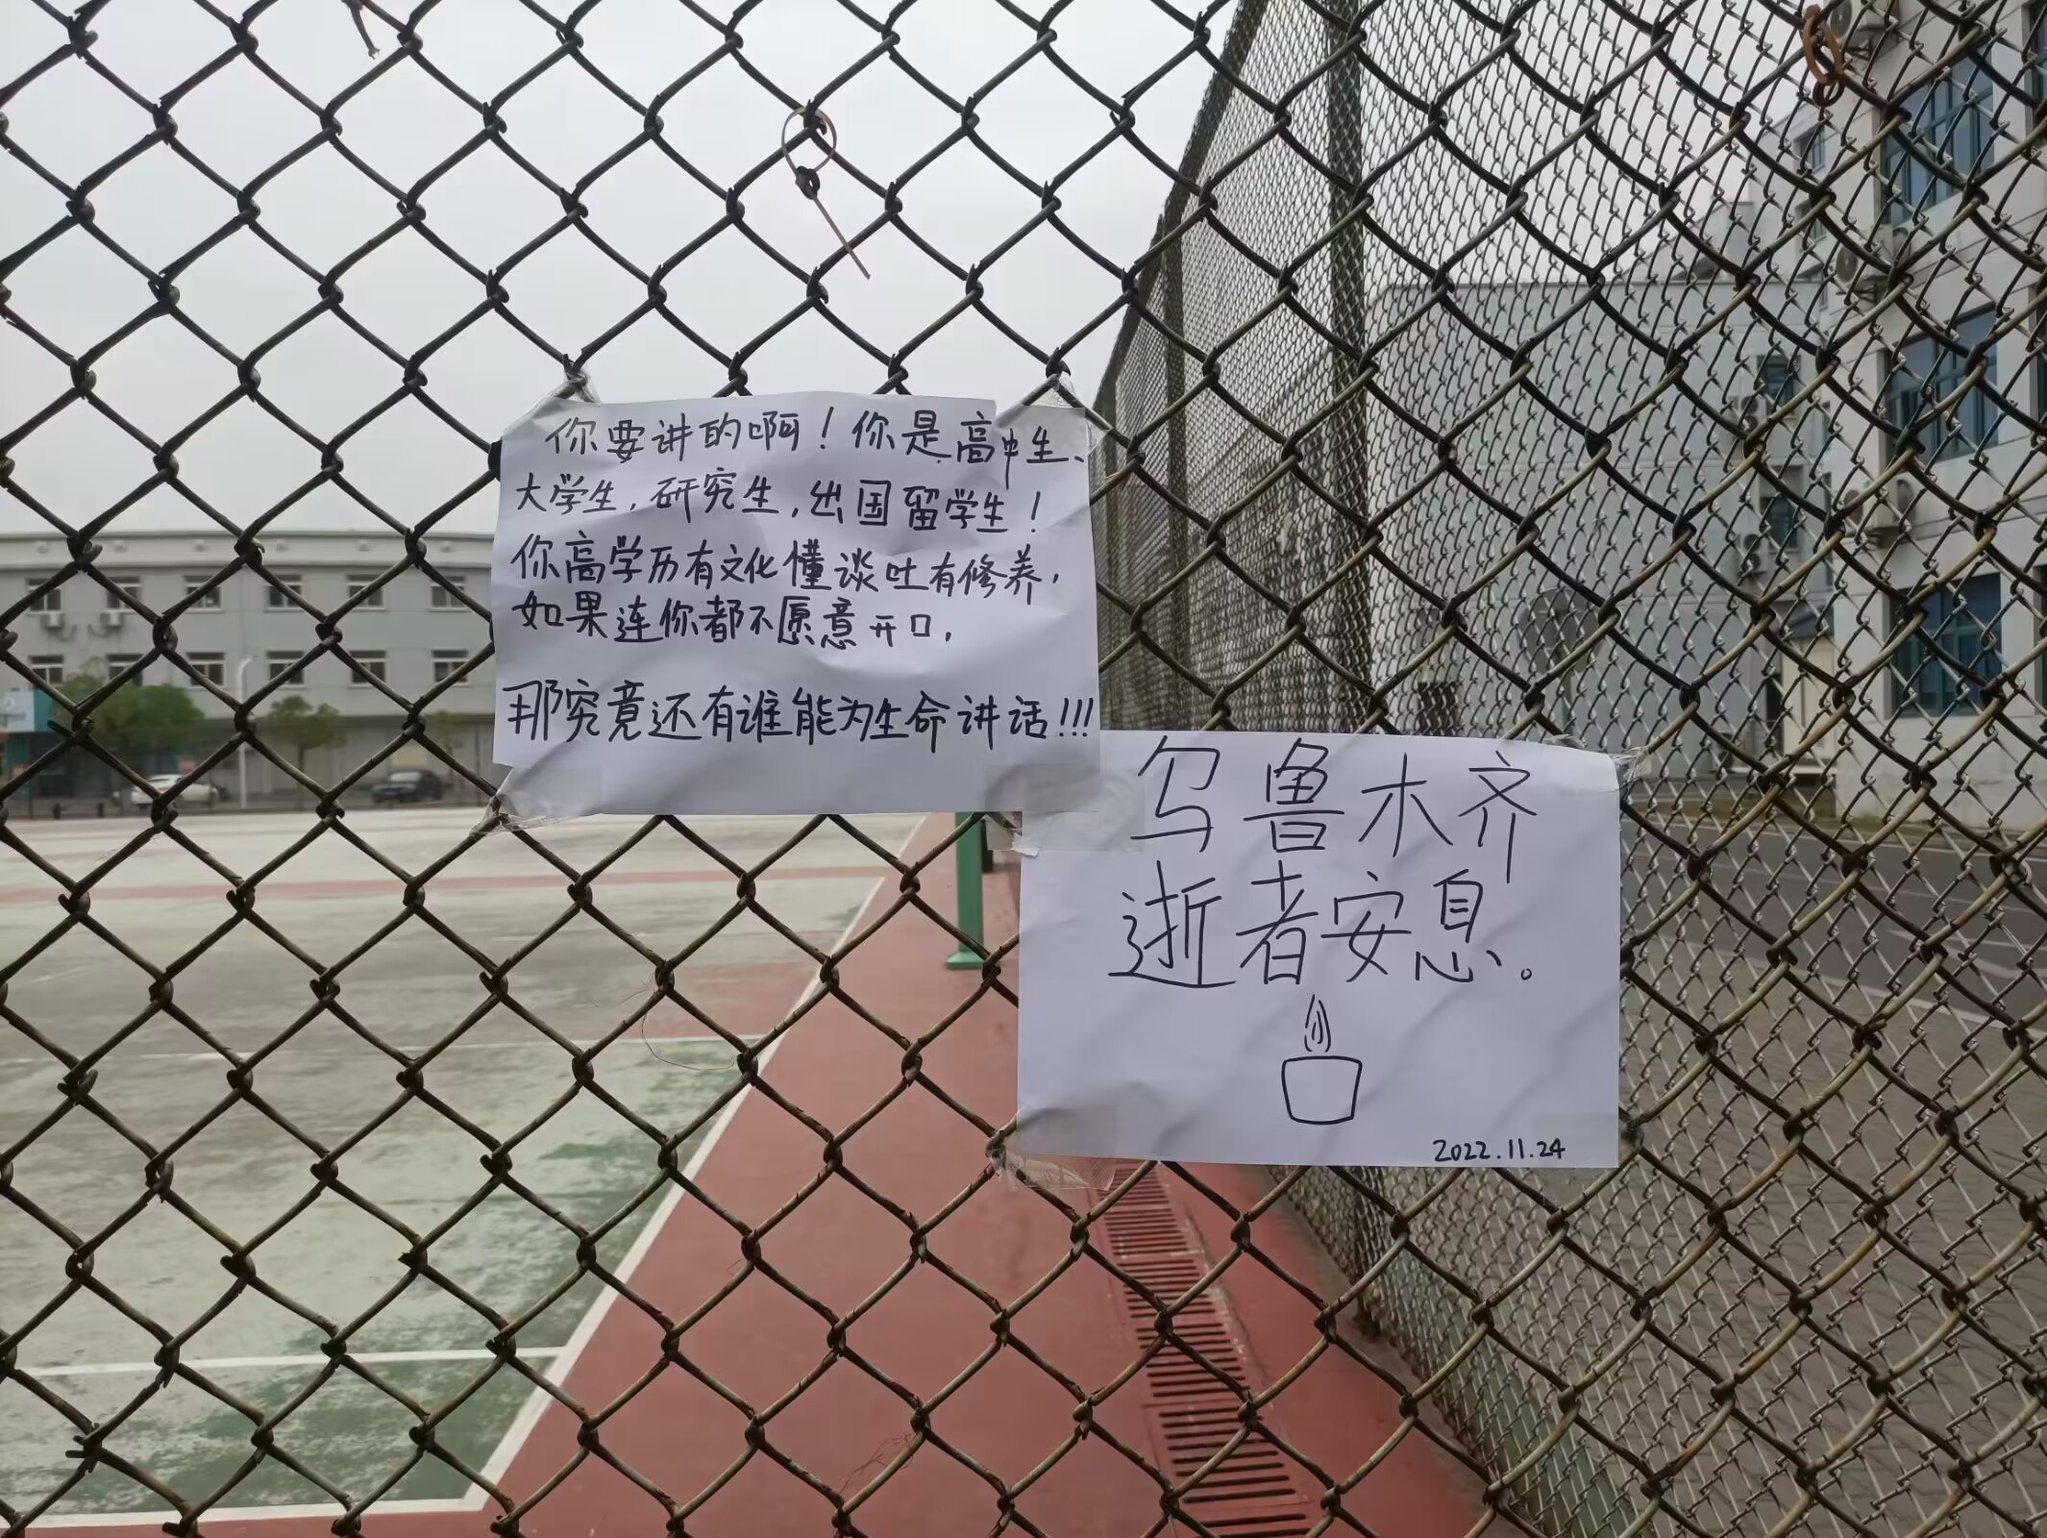 你要讲的啊！你是高中生、
大学生，研究生，出国留学生！
你高学历有文化懂谈吐有修养，
如果连你都不愿意开口，
那究竟还有谁能为生命讲话!!!
乌鲁木齐
逝者安息。
2022.11.24